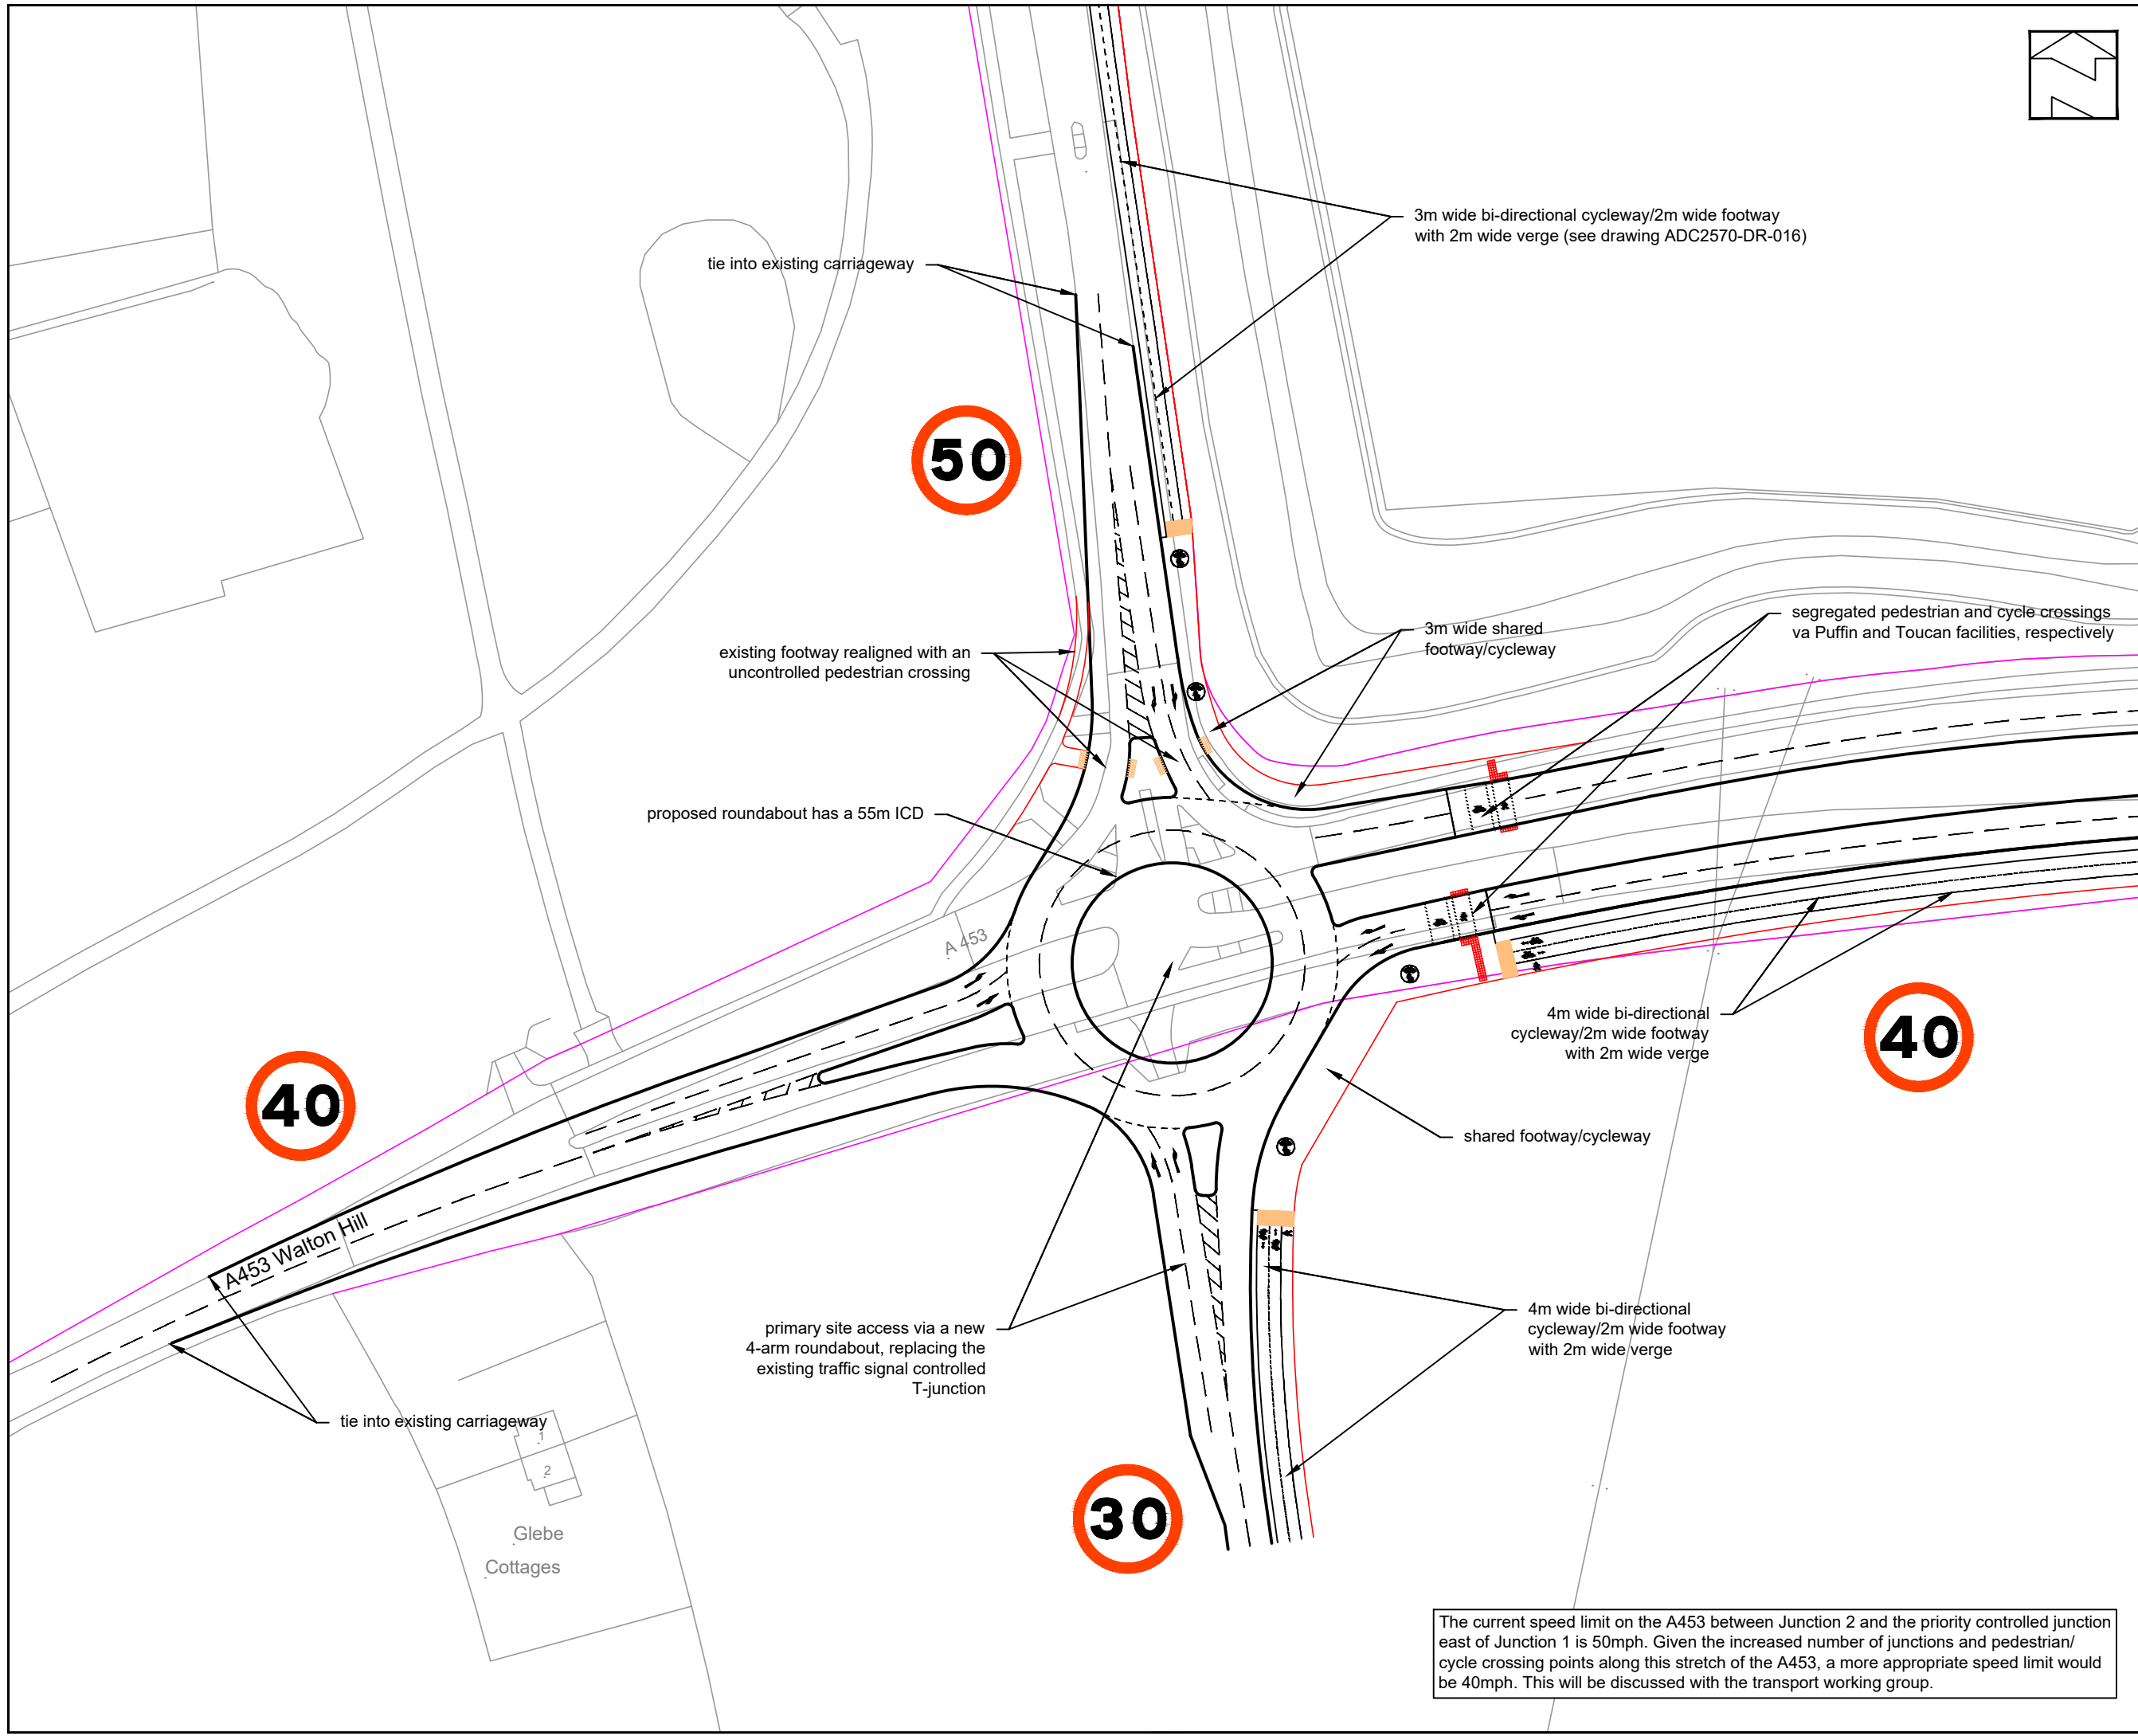 3m wide bi-directional cycleway/2m wide footway
with 2m wide verge (see drawing ADC2570-DR-016)
tie into existing carriageway
50
segregated pedestrian and cycle crossings
va Puffin and Toucan facilities, respectively
3m wide shared
footway/cycleway
existing footway realigned with an
uncontrolled pedestrian crossing
proposed roundabout has a 55m ICD
A 453
4m wide bi-directional
cycleway/2m wide footway
with 2m wide verge
40
40
shared footway/cycleway
A453 Walton Hill
primary site access via a new
4-arm roundabout, replacing the
existing traffic signal controlled
T-junction
4m wide bi-directional
cycleway/2m wide footway
with 2m wide verge
tie into existing carriageway
1
2
30
Glebe
Cottages
The current speed limit on the A453 between Junction 2 and the priority controlled junction
east of Junction 1 is 50mph. Given the increased number of junctions and pedestrian/
cycle crossing points along this stretch of the A453, a more appropriate speed limit would
be 40mph. This will be discussed with the transport working group.